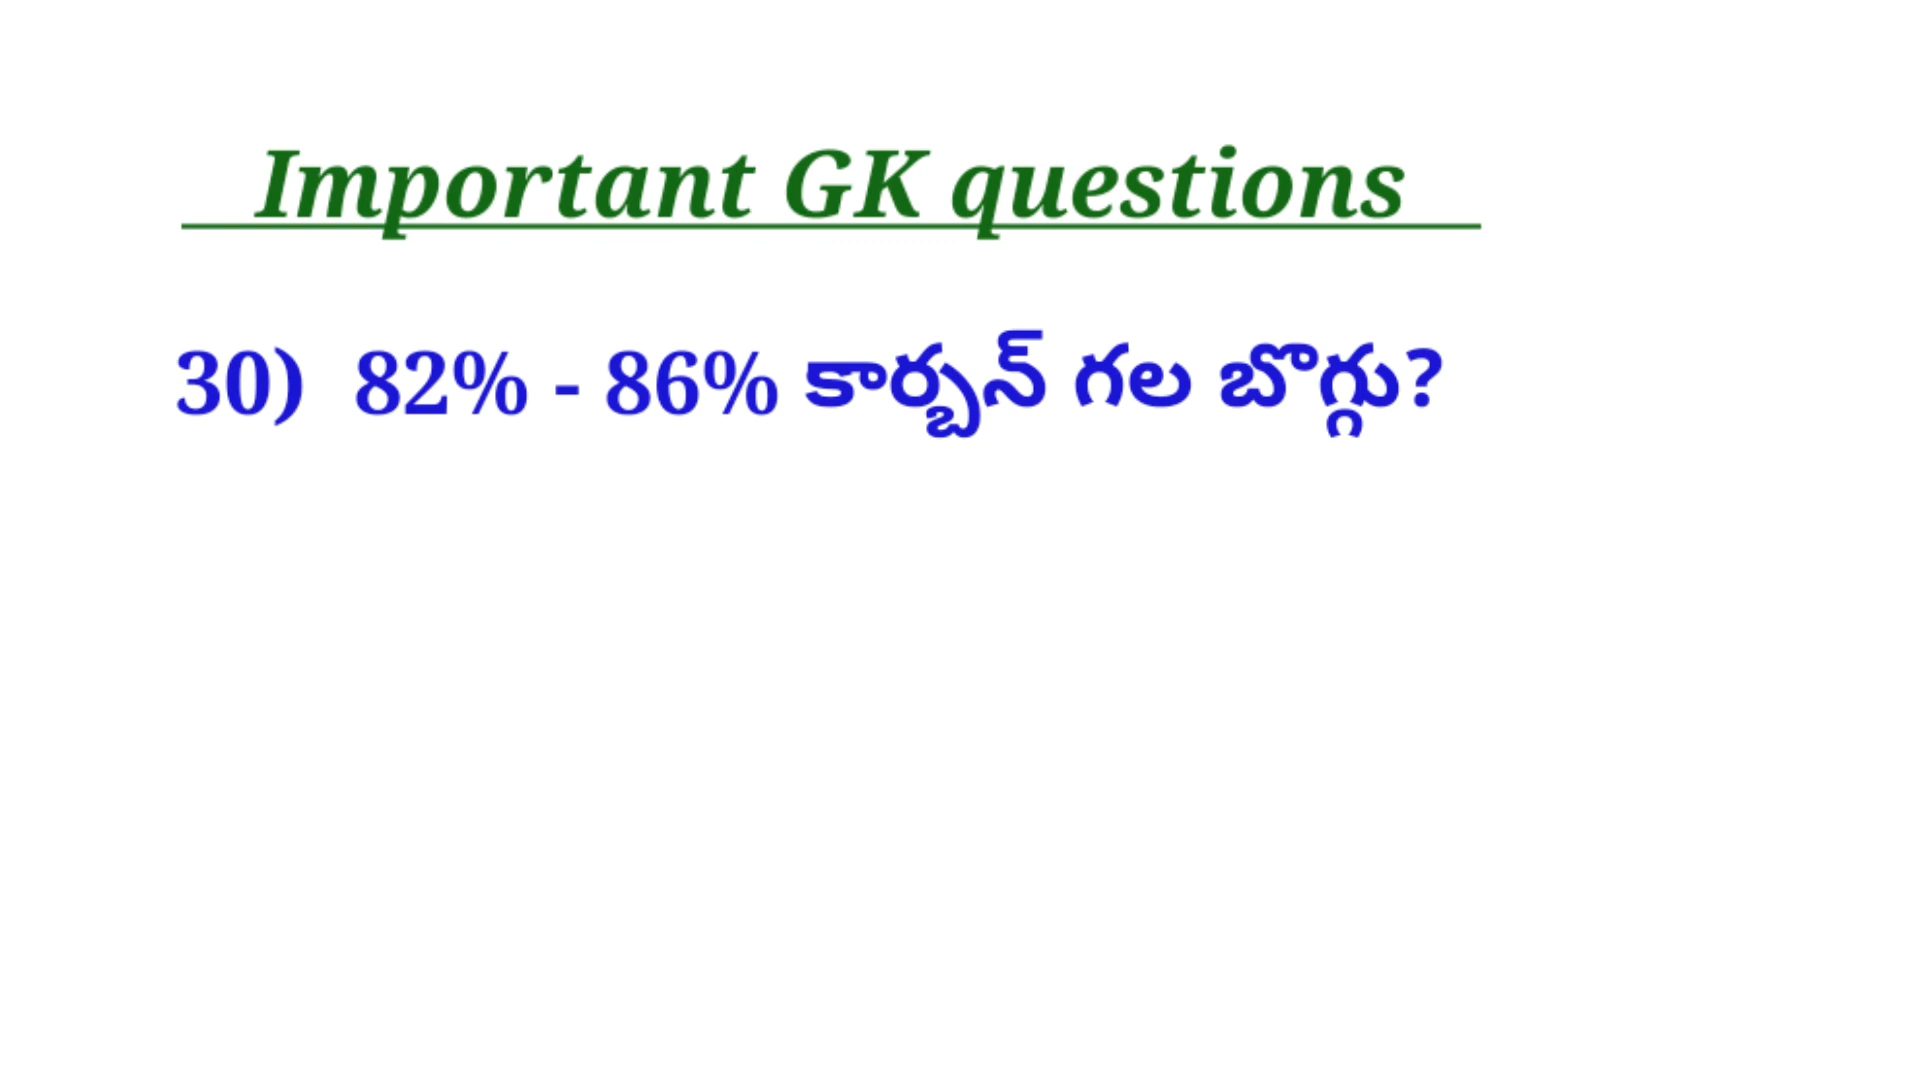 Important GK questions
30) 82% - 86% కార్బన్ గల బొగ్గు?